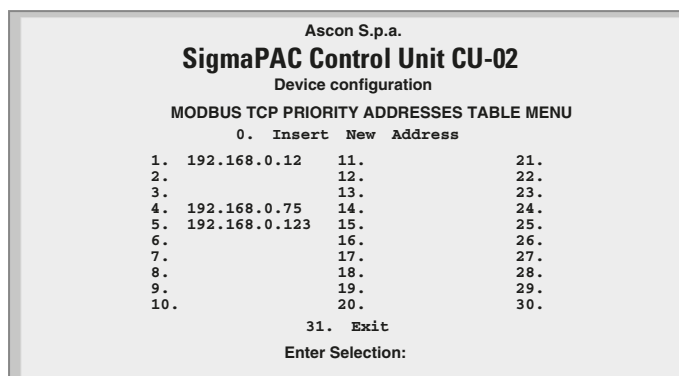 Ascon S.p.a.
SigmaPAC Control Unit CU-02
Device configuration
MODBUS TCP PRIORITY ADDRESSES TABLE MENU
0. Insert New Address
1. 192.168.0.12 11. 21.
2. 12. 22.
3. 13. 23.
4. 192.168.0.75 14. 24.
5. 192.168.0.123 15. 25.
6. 16. 26.
7. 17. 27.
8. 18. 28.
9. 19. 29.
10. 20. 30.
31. Exit
Enter Selection: